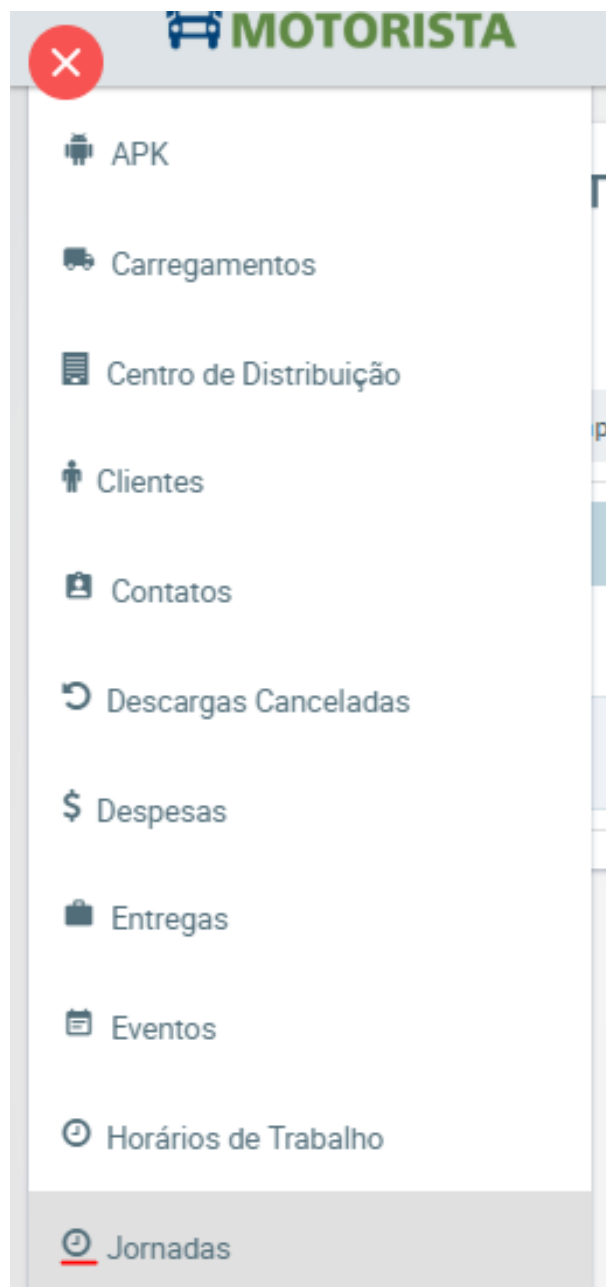 MOTORISTA
APK
Carregamentos
Centro de Distribuição
Clientes
Contatos
Descargas Canceladas
Despesas
Entregas
Eventos
Horários de Trabalho
Jornadas